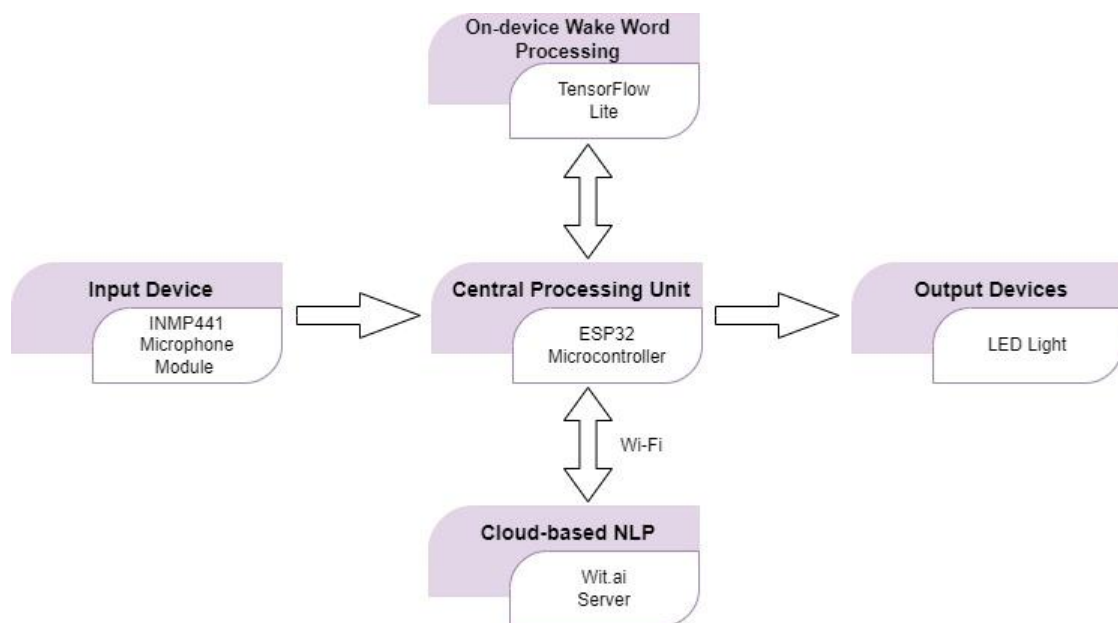 On-device Wake Word
Processing
TensorFlow
Lite
Input Device
INMP441
Microphone
Module
Central Processing Unit
ESP32
Microcontroller
Output Devices
LED Light
Wi-Fi
Cloud-based NLP
Wit.ai
Server